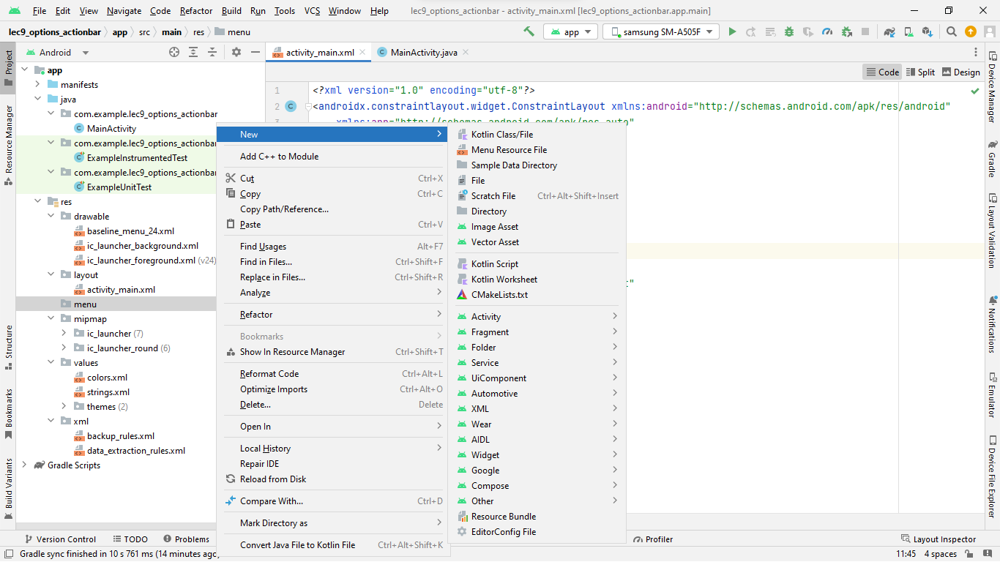 File Edit View Navigate Code Refactor Build Run Tools VCS Window Help lec9_options_actionbar - activity_main.xml [lec9_options_actionbar.app.main]
lec9_options_actionbar app src main res menu app samsung SM-A505F
Project
Resource Manager
Structure
Bookmarks
Build Variants
Android
app
manifests
java
com.example.lec9_options_actionbar
MainActivity
com.example.lec9_options_actionbar
ExampleInstrumentedTest
com.example.lec9_options_actionbar
ExampleUnitTest
res
drawable
baseline_menu_24.xml
ic_launcher_background.xml
ic_launcher_foreground.xml (v24)
layout
activity_main.xml
menu
mipmap
ic_launcher (7)
ic_launcher_round (6)
values
colors.xml
strings.xml
themes (2)
xml
backup_rules.xml
data_extraction_rules.xml
Gradle Scripts
activity_main.xml MainActivity.java
Code Split Design
1 <?xml version="1.0" encoding="utf-8"?>
2 <androidx.constraintlayout.widget.ConstraintLayout xmlns:android="http://schemas.android.com/apk/res/android"
3 xmlns:app="http://schemas.android.com/apk/res-auto"
New
Add C++ to Module
Cut Ctrl+X
Copy Ctrl+C
Copy Path/Reference...
Paste Ctrl+V
Find Usages Alt+F7
Find in Files... Ctrl+Shift+F
Replace in Files... Ctrl+Shift+R
Analyze
Refactor
Bookmarks
Show In Resource Manager Ctrl+Shift+T
Reformat Code Ctrl+Alt+L
Optimize Imports Ctrl+Alt+O
Delete... Delete
Open In
Local History
Repair IDE
Reload from Disk
Compare With... Ctrl+D
Mark Directory as
Convert Java File to Kotlin File Ctrl+Alt+Shift+K
Kotlin Class/File
Menu Resource File
Sample Data Directory
File
Scratch File Ctrl+Alt+Shift+Insert
Directory
Image Asset
Vector Asset
Kotlin Script
Kotlin Worksheet
CMakeLists.txt
Activity
Fragment
Folder
Service
UiComponent
Automotive
XML
Wear
AIDL
Widget
Google
Compose
Other
Resource Bundle
EditorConfig File
Device Manager
Gradle
Layout Validation
Notifications
Emulator
Device File Explorer
Version Control TODO Problems Profiler Layout Inspector
Gradle sync finished in 10 s 761 ms (14 minutes ago) 11:45 4 spaces